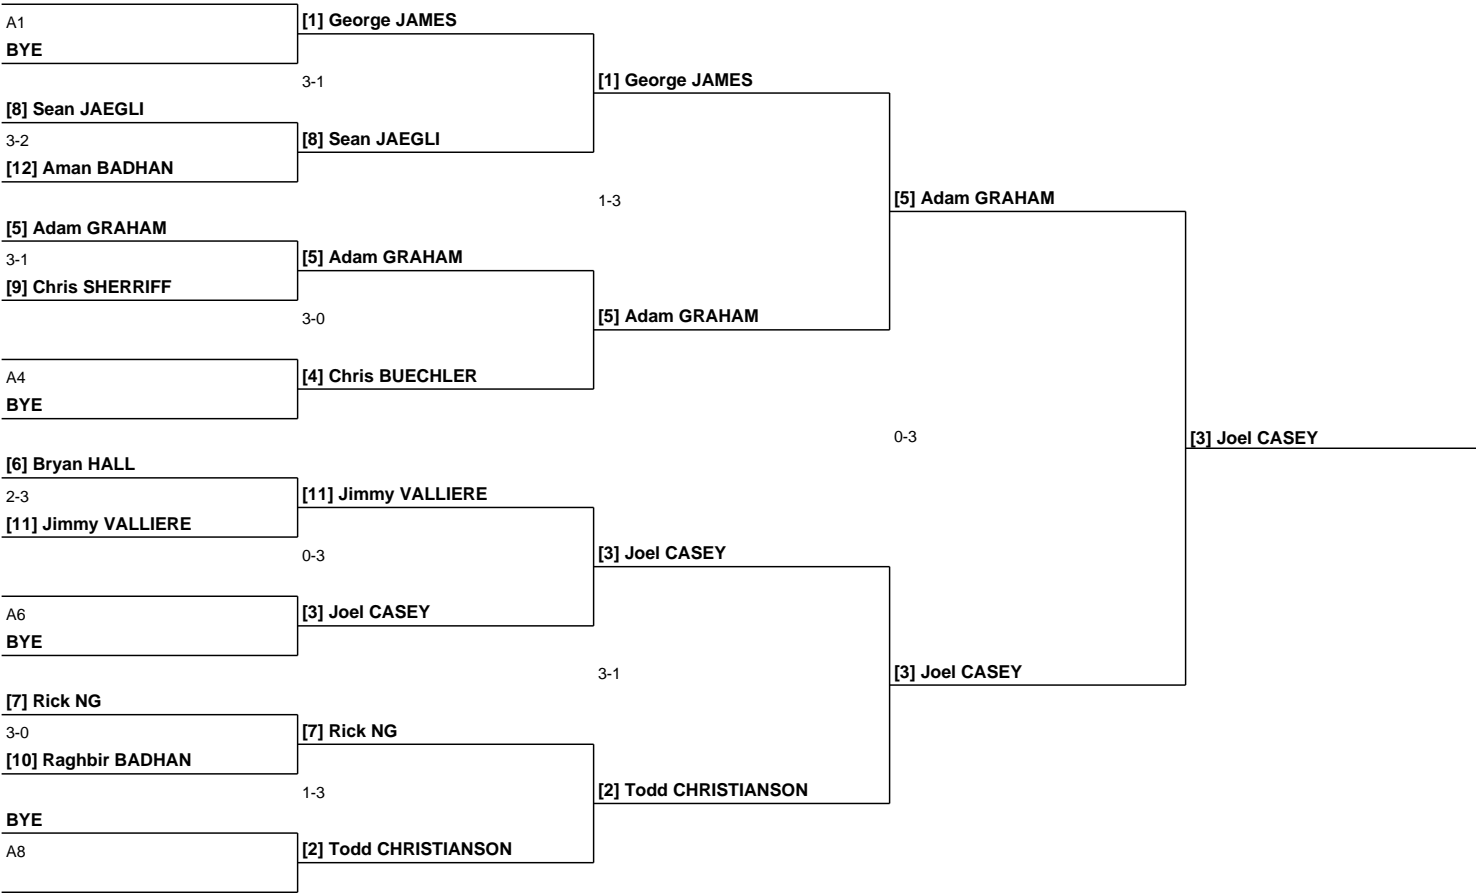 A1
BYE
[1] George JAMES
3-1
[8] Sean JAEGLI
3-2
[12] Aman BADHAN
[8] Sean JAEGLI
[1] George JAMES
1-3
[5] Adam GRAHAM
3-1
[9] Chris SHERRIFF
[5] Adam GRAHAM
3-0
A4
BYE
[4] Chris BUECHLER
[5] Adam GRAHAM
[5] Adam GRAHAM
0-3
[3] Joel CASEY
[6] Bryan HALL
2-3
[11] Jimmy VALLIERE
[11] Jimmy VALLIERE
0-3
A6
BYE
[3] Joel CASEY
[3] Joel CASEY
3-1
[3] Joel CASEY
[7] Rick NG
3-0
[10] Raghbir BADHAN
[7] Rick NG
1-3
BYE
A8
[2] Todd CHRISTIANSON
[2] Todd CHRISTIANSON